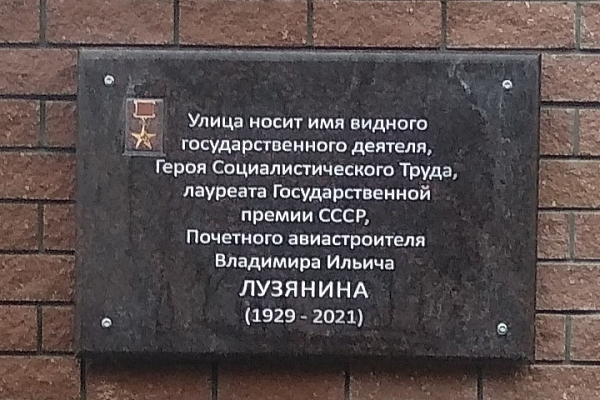 Улица носит имя видного
государственного деятеля,
Героя Социалистического Труда,
лауреата Государственной
премии СССР,
Почетного авиастроителя
Владимира Ильича
ЛУЗЯНИНА
(1929 - 2021)